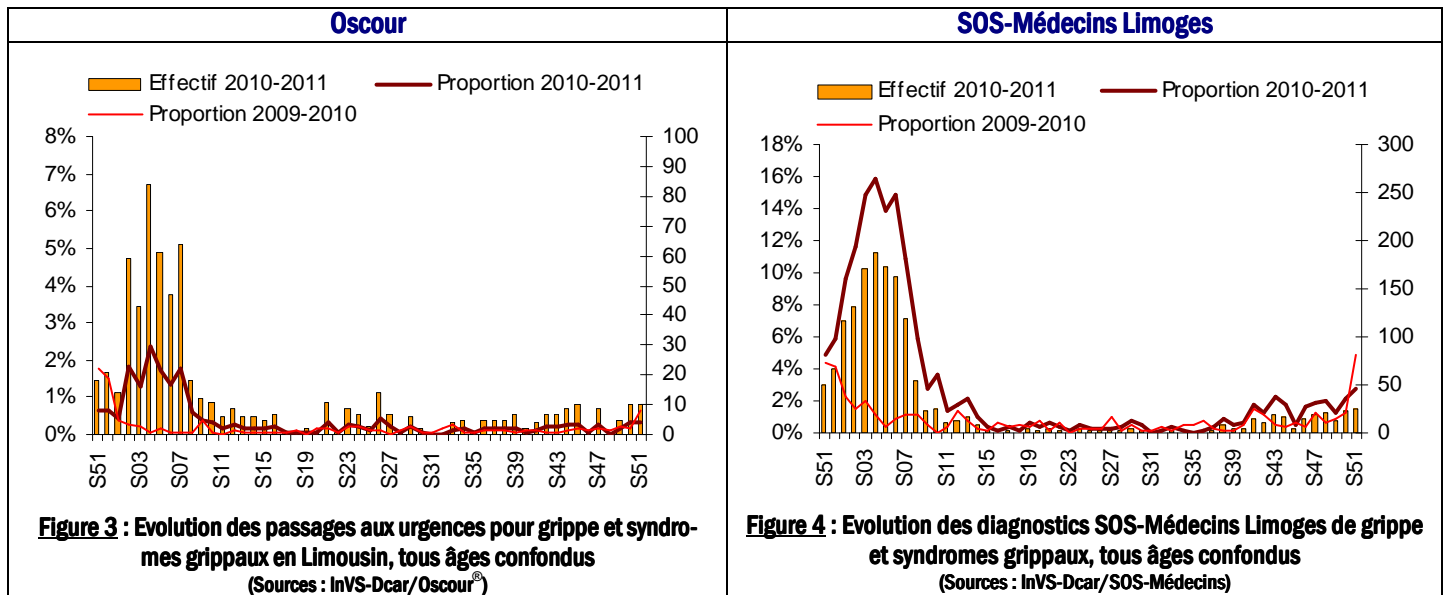 Oscour
Effectif 2010-2011 Proportion 2010-2011
Proportion 2009-2010
8% 100
7% 90
6% 80
5% 70
4% 60
3% 50
2% 40
1% 30
0% 20
10
0
S51 S03 S07 S11 S15 S19 S23 S27 S31 S35 S39 S43 S47 S51
Figure 3 : Evolution des passages aux urgences pour grippe et syndro-
mes grippaux en Limousin, tous âges confondus
(Sources : InVS-Dcar/Oscour®)
SOS-Médecins Limoges
Effectif 2010-2011 Proportion 2010-2011
Proportion 2009-2010
18% 300
16% 250
14% 200
12% 150
10% 100
8% 50
6% 0
4%
2%
0%
S51 S03 S07 S11 S15 S19 S23 S27 S31 S35 S39 S43 S47 S51
Figure 4 : Evolution des diagnostics SOS-Médecins Limoges de grippe
et syndromes grippaux, tous âges confondus
(Sources : InVS-Dcar/SOS-Médecins)